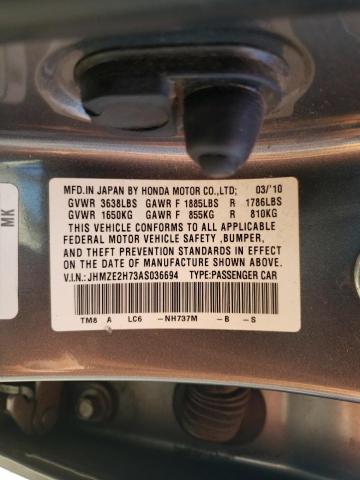 MFD.IN JAPAN BY HONDA MOTOR CO.,LTD; 03/'10
GVWR 3638LBS GAWR F 1885LBS R 1786LBS
GVWR 1650KG GAWR F 855KG R 810KG
THIS VEHICLE CONFORMS TO ALL APPLICABLE
FEDERAL MOTOR VEHICLE SAFETY ,BUMPER,
AND THEFT PREVENTION STANDARDS IN EFFECT
ON THE DATE OF MANUFACTURE SHOWN
ABOVE.
V.I.N.: JHMZE2H73AS036694 TYPE:PASSENGER CAR
TM8 A LC6 -NH737M -B -S
MK